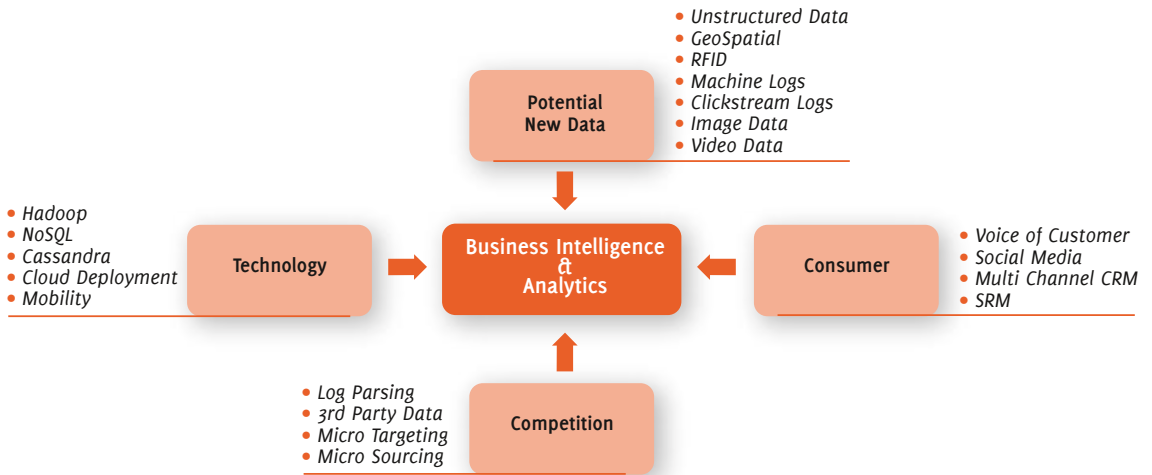 Unstructured Data
GeoSpatial
RFID
Machine Logs
Clickstream Logs
Image Data
Video Data
Potential
New Data
Hadoop
NoSQL
Cassandra
Cloud Deployment
Mobility
Technology
Business Intelligence
&
Analytics
Consumer
Voice of Customer
Social Media
Multi Channel CRM
SRM
Log Parsing
3rd Party Data
Micro Targeting
Micro Sourcing
Competition